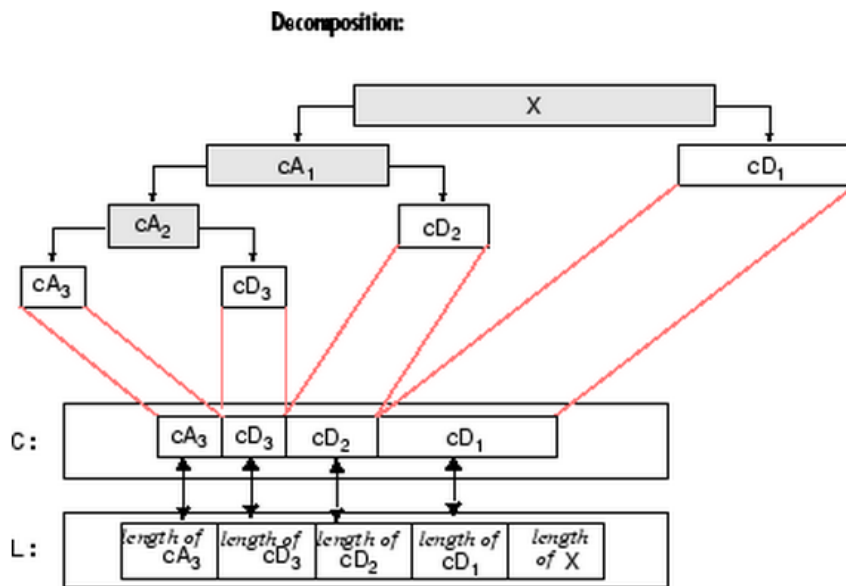 Decomposition:
X
cA₁
cD₁
cA₂
cD₂
cA₃
cD₃
C:
cA₃ cD₃ cD₂ cD₁
L:
length of
cA₃
length of
cD₃
length of
cD₂
length of
cD₁
length
of X